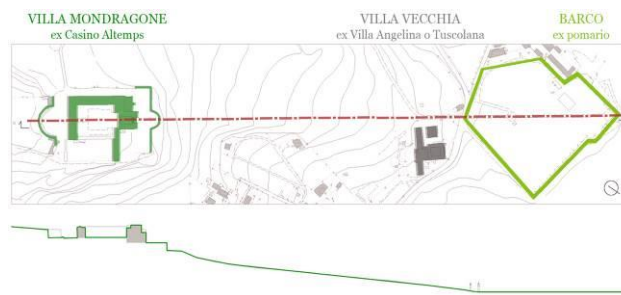 VILLA MONDRAGONE
ex Casino Altemps
VILLA VECCHIA
ex Villa Angelina o Tuscolana
BARCO
ex pomario